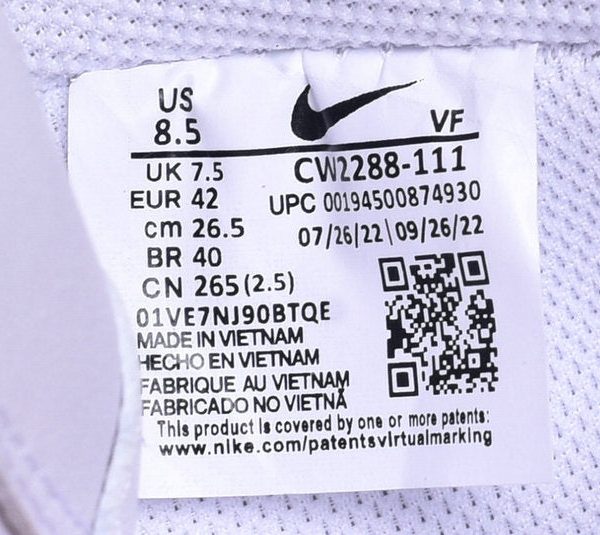 US
8.5
VF
UK 7.5
CW2288-111
EUR 42
UPC 00194500874930
cm 26.5
07/26/22\09/26/22
BR 40
CN 265(2.5)
01VE7NJ90BTQE
MADE IN VIETNAM
HECHO EN VIETNAM
FABRIQUE AU VIETNAM
FABRICADO NO VIETNÃ
This product is covered by one or more patents:
www.nike.com/patentsvirtualmarking